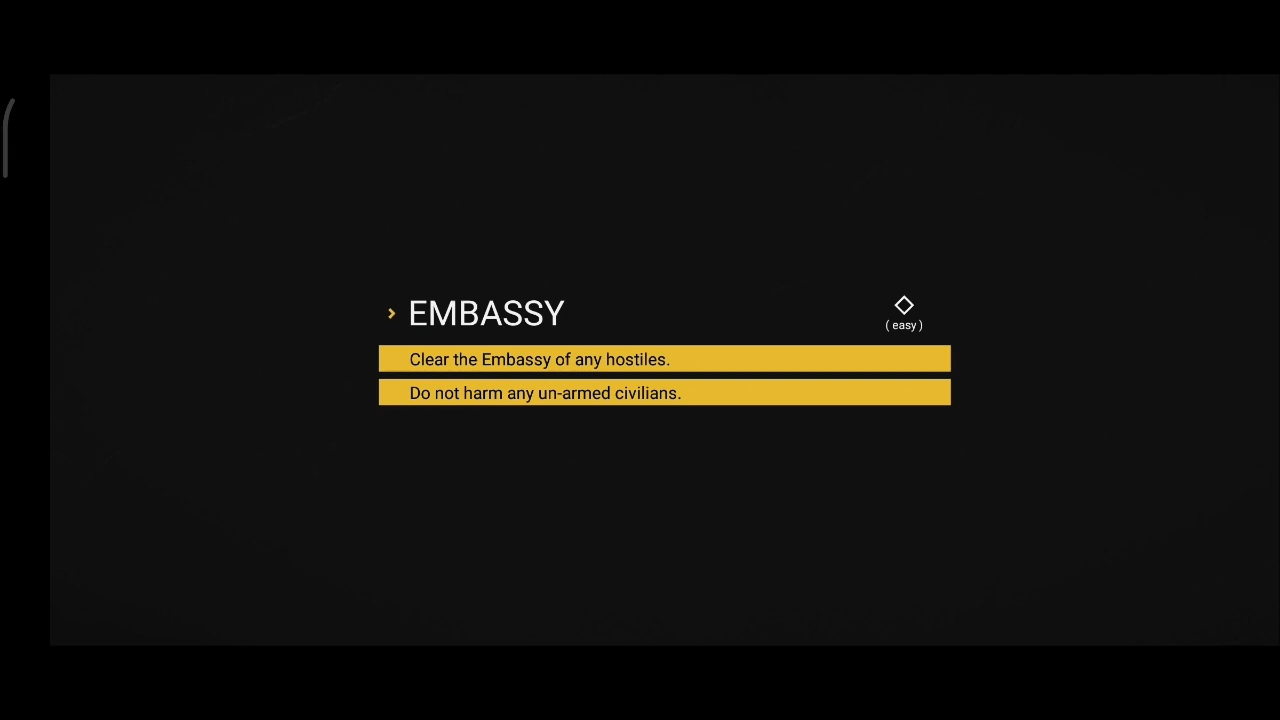 EMBASSY
( easy )
Clear the Embassy of any hostiles.
Do not harm any un-armed civilians.